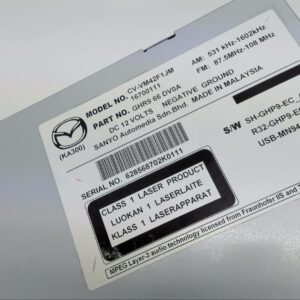 MODEL NO. CV-VM42F1JM
16700111
PART NO. GHR9 66 DV0A
DC 12 VOLTS NEGATIVE GROUND
SANYO Automedia Sdn.Bhd. MADE IN MALAYSIA
AM: 531 kHz-1602kHz
FM: 87.5MHz-108 MHz
(KA300)
SERIAL NO. 628568702K0111
S/W SH-GHP9-EC_
R32-GHP9-E
USB-MN9
CLASS 1 LASER PRODUCT
LUOKAN 1 LASERLAITE
KLASS 1 LASERAPPARAT
MPEG Layer-3 audio technology licensed from Fraunhofer IIS and